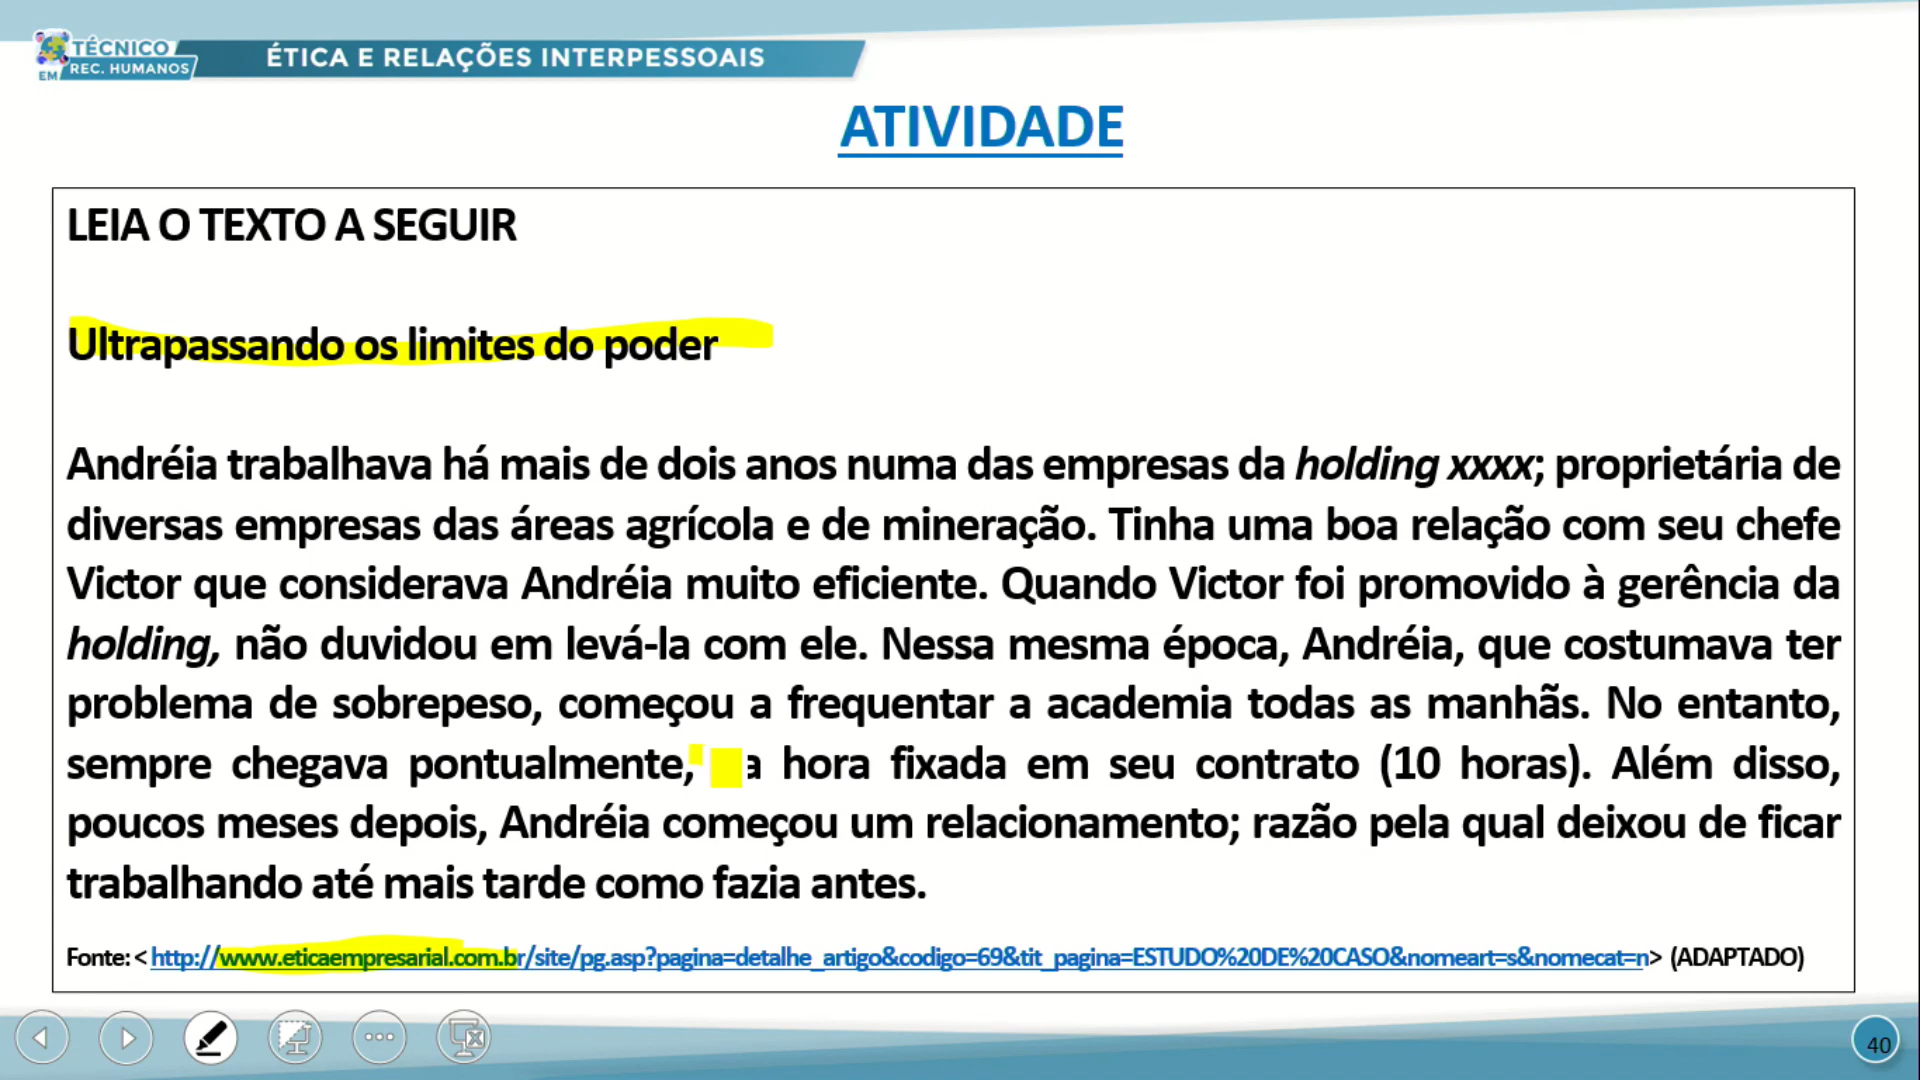 TÉCNICO
EM REC. HUMANOS
ÉTICA E RELAÇÕES INTERPESSOAIS
ATIVIDADE
LEIA O TEXTO A SEGUIR
Ultrapassando os limites do poder
Andréia trabalhava há mais de dois anos numa das empresas da holding xxxx; proprietária de
diversas empresas das áreas agrícola e de mineração. Tinha uma boa relação com seu chefe
Victor que considerava Andréia muito eficiente. Quando Victor foi promovido à gerência da
holding, não duvidou em levá-la com ele. Nessa mesma época, Andréia, que costumava ter
problema de sobrepeso, começou a frequentar a academia todas as manhãs. No entanto,
sempre chegava pontualmente, a hora fixada em seu contrato (10 horas). Além disso,
poucos meses depois, Andréia começou um relacionamento; razão pela qual deixou de ficar
trabalhando até mais tarde como fazia antes.
Fonte: < http://www.eticaempresarial.com.br/site/pg.asp?pagina=detalhe_artigo&codigo=69&tit_pagina=ESTUDO%20DE%20CASO&nomeart=s&nomecat=n> (ADAPTADO)
40